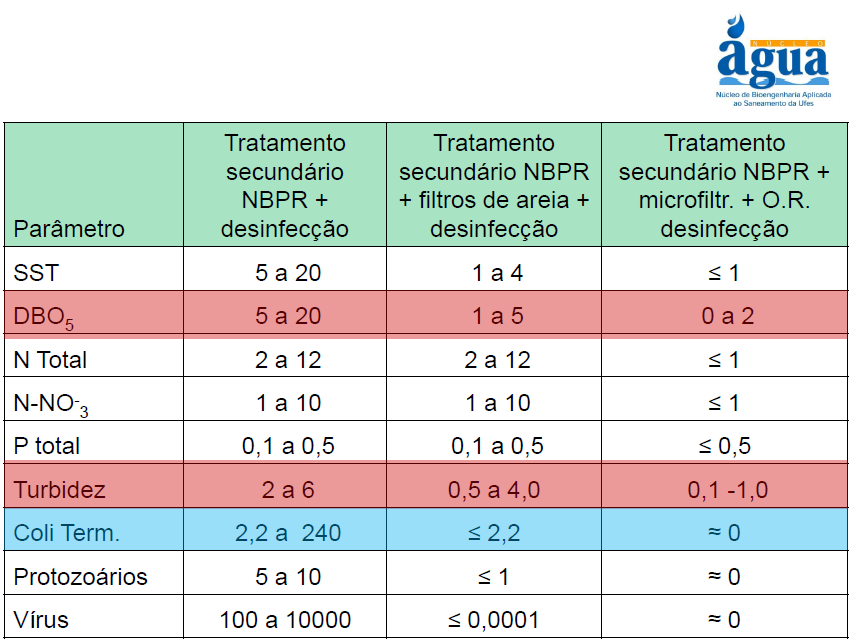 NÚCLEO
água
Núcleo de Bioengenharia Aplicada
ao Saneamento da Ufes
Parâmetro Tratamento secundário NBPR + desinfecção Tratamento secundário NBPR + filtros de areia + desinfecção Tratamento secundário NBPR + microfiltr. + O.R. desinfecção
SST 5 a 20 1 a 4 ≤ 1
DBO5 5 a 20 1 a 5 0 a 2
N Total 2 a 12 2 a 12 ≤ 1
N-NO-3 1 a 10 1 a 10 ≤ 1
P total 0,1 a 0,5 0,1 a 0,5 ≤ 0,5
Turbidez 2 a 6 0,5 a 4,0 0,1 -1,0
Coli Term. 2,2 a 240 ≤ 2,2 ≈ 0
Protozoários 5 a 10 ≤ 1 ≈ 0
Vírus 100 a 10000 ≤ 0,0001 ≈ 0